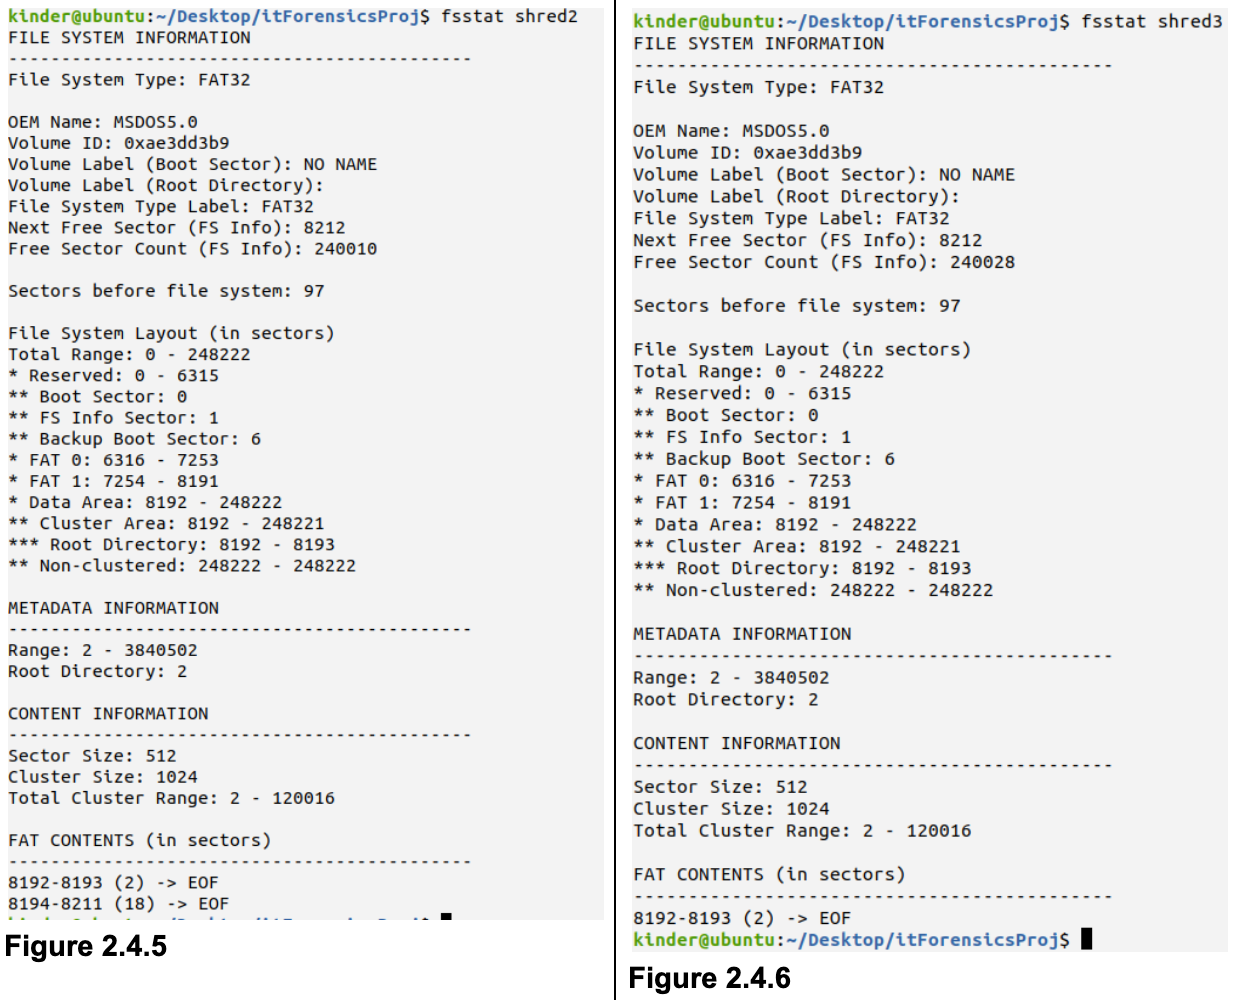 kinder@ubuntu:~/Desktop/itForensicsProj$ fsstat shred2
FILE SYSTEM INFORMATION
--------------------------------------------
File System Type: FAT32
OEM Name: MSDOS5.0
Volume ID: 0xae3dd3b9
Volume Label (Boot Sector): NO NAME
Volume Label (Root Directory):
File System Type Label: FAT32
Next Free Sector (FS Info): 8212
Free Sector Count (FS Info): 240010
Sectors before file system: 97
File System Layout (in sectors)
Total Range: 0 - 248222
* Reserved: 0 - 6315
** Boot Sector: 0
** FS Info Sector: 1
** Backup Boot Sector: 6
* FAT 0: 6316 - 7253
* FAT 1: 7254 - 8191
* Data Area: 8192 - 248222
** Cluster Area: 8192 - 248221
*** Root Directory: 8192 - 8193
** Non-clustered: 248222 - 248222
METADATA INFORMATION
--------------------------------------------
Range: 2 - 3840502
Root Directory: 2
CONTENT INFORMATION
--------------------------------------------
Sector Size: 512
Cluster Size: 1024
Total Cluster Range: 2 - 120016
FAT CONTENTS (in sectors)
--------------------------------------------
8192-8193 (2) -> EOF
8194-8211 (18) -> EOF
Figure 2.4.5
kinder@ubuntu:~/Desktop/itForensicsProj$ fsstat shred3
FILE SYSTEM INFORMATION
--------------------------------------------
File System Type: FAT32
OEM Name: MSDOS5.0
Volume ID: 0xae3dd3b9
Volume Label (Boot Sector): NO NAME
Volume Label (Root Directory):
File System Type Label: FAT32
Next Free Sector (FS Info): 8212
Free Sector Count (FS Info): 240028
Sectors before file system: 97
File System Layout (in sectors)
Total Range: 0 - 248222
* Reserved: 0 - 6315
** Boot Sector: 0
** FS Info Sector: 1
** Backup Boot Sector: 6
* FAT 0: 6316 - 7253
* FAT 1: 7254 - 8191
* Data Area: 8192 - 248222
** Cluster Area: 8192 - 248221
*** Root Directory: 8192 - 8193
** Non-clustered: 248222 - 248222
METADATA INFORMATION
--------------------------------------------
Range: 2 - 3840502
Root Directory: 2
CONTENT INFORMATION
--------------------------------------------
Sector Size: 512
Cluster Size: 1024
Total Cluster Range: 2 - 120016
FAT CONTENTS (in sectors)
--------------------------------------------
8192-8193 (2) -> EOF
kinder@ubuntu:~/Desktop/itForensicsProj$
Figure 2.4.6